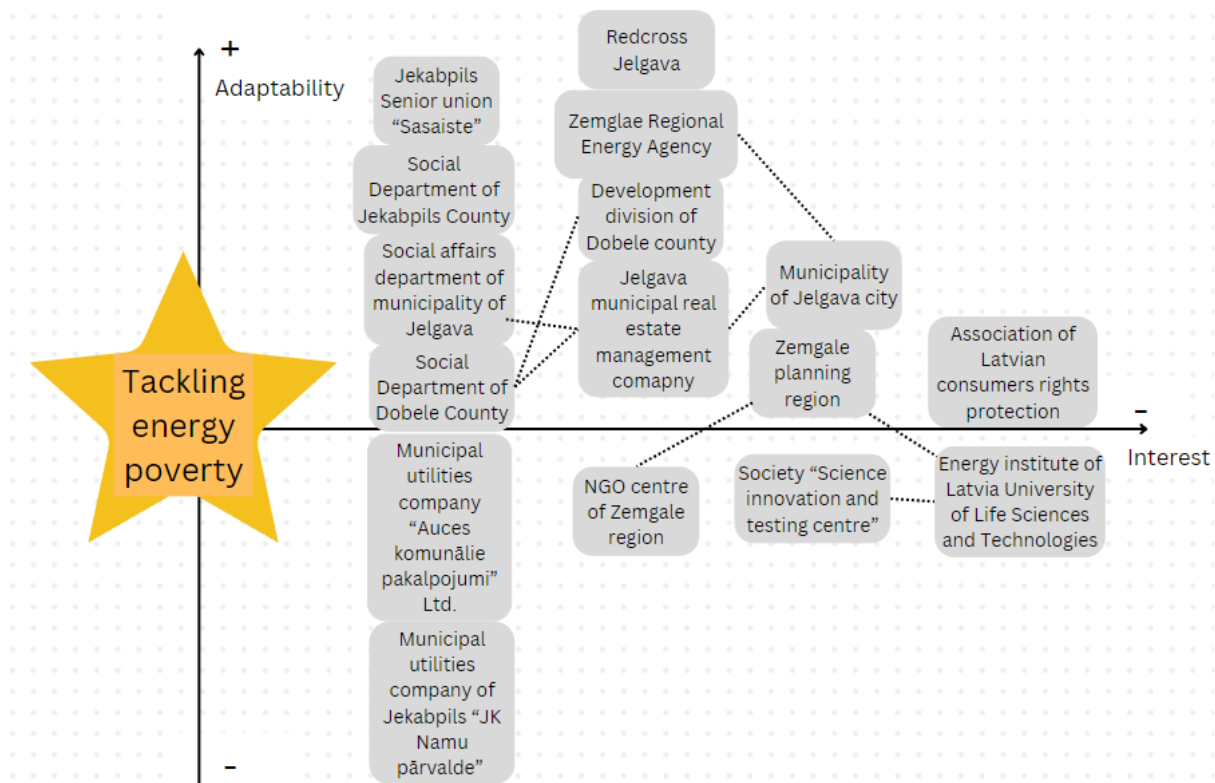 +
Adaptability
Jekabpils
Senior union
“Sasaiste”
Social
Department of
Jekabpils County
Social affairs
department of
municipality of
Jelgava
Social
Department of
Dobele County
Municipal
utilities
company
“Auces
komunālie
pakalpojumi”
Ltd.
Municipal
utilities
company of
Jekabpils “JK
Namu
pārvalde”
Redcross
Jelgava
Zemglae Regional
Energy Agency
Development
division of
Dobele county
Jelgava
municipal real
estate
management
comapny
NGO centre
of Zemgale
region
Municipality
of Jelgava city
Zemgale
planning
region
Society “Science
innovation and
testing centre”
Association of
Latvian
consumers rights
protection
Energy institute of
Latvia University
of Life Sciences
and Technologies
–
Interest
Tackling
energy
poverty
–